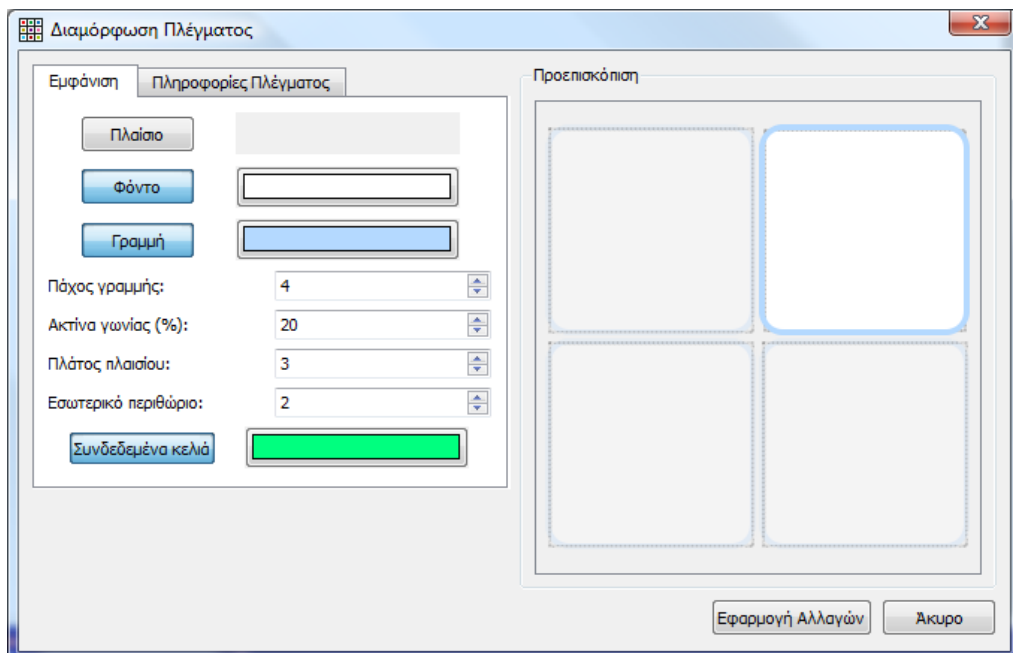 Διαμόρφωση Πλέγματος
Εμφάνιση
Πληροφορίες Πλέγματος
Πλαίσιο
Φόντο
Γραμμή
Πάχος γραμμής: 4
Ακτίνα γωνίας (%): 20
Πλάτος πλαισίου: 3
Εσωτερικό περιθώριο: 2
Συνδεδεμένα κελιά
Προεπισκόπιση
Εφαρμογή Αλλαγών
Άκυρο